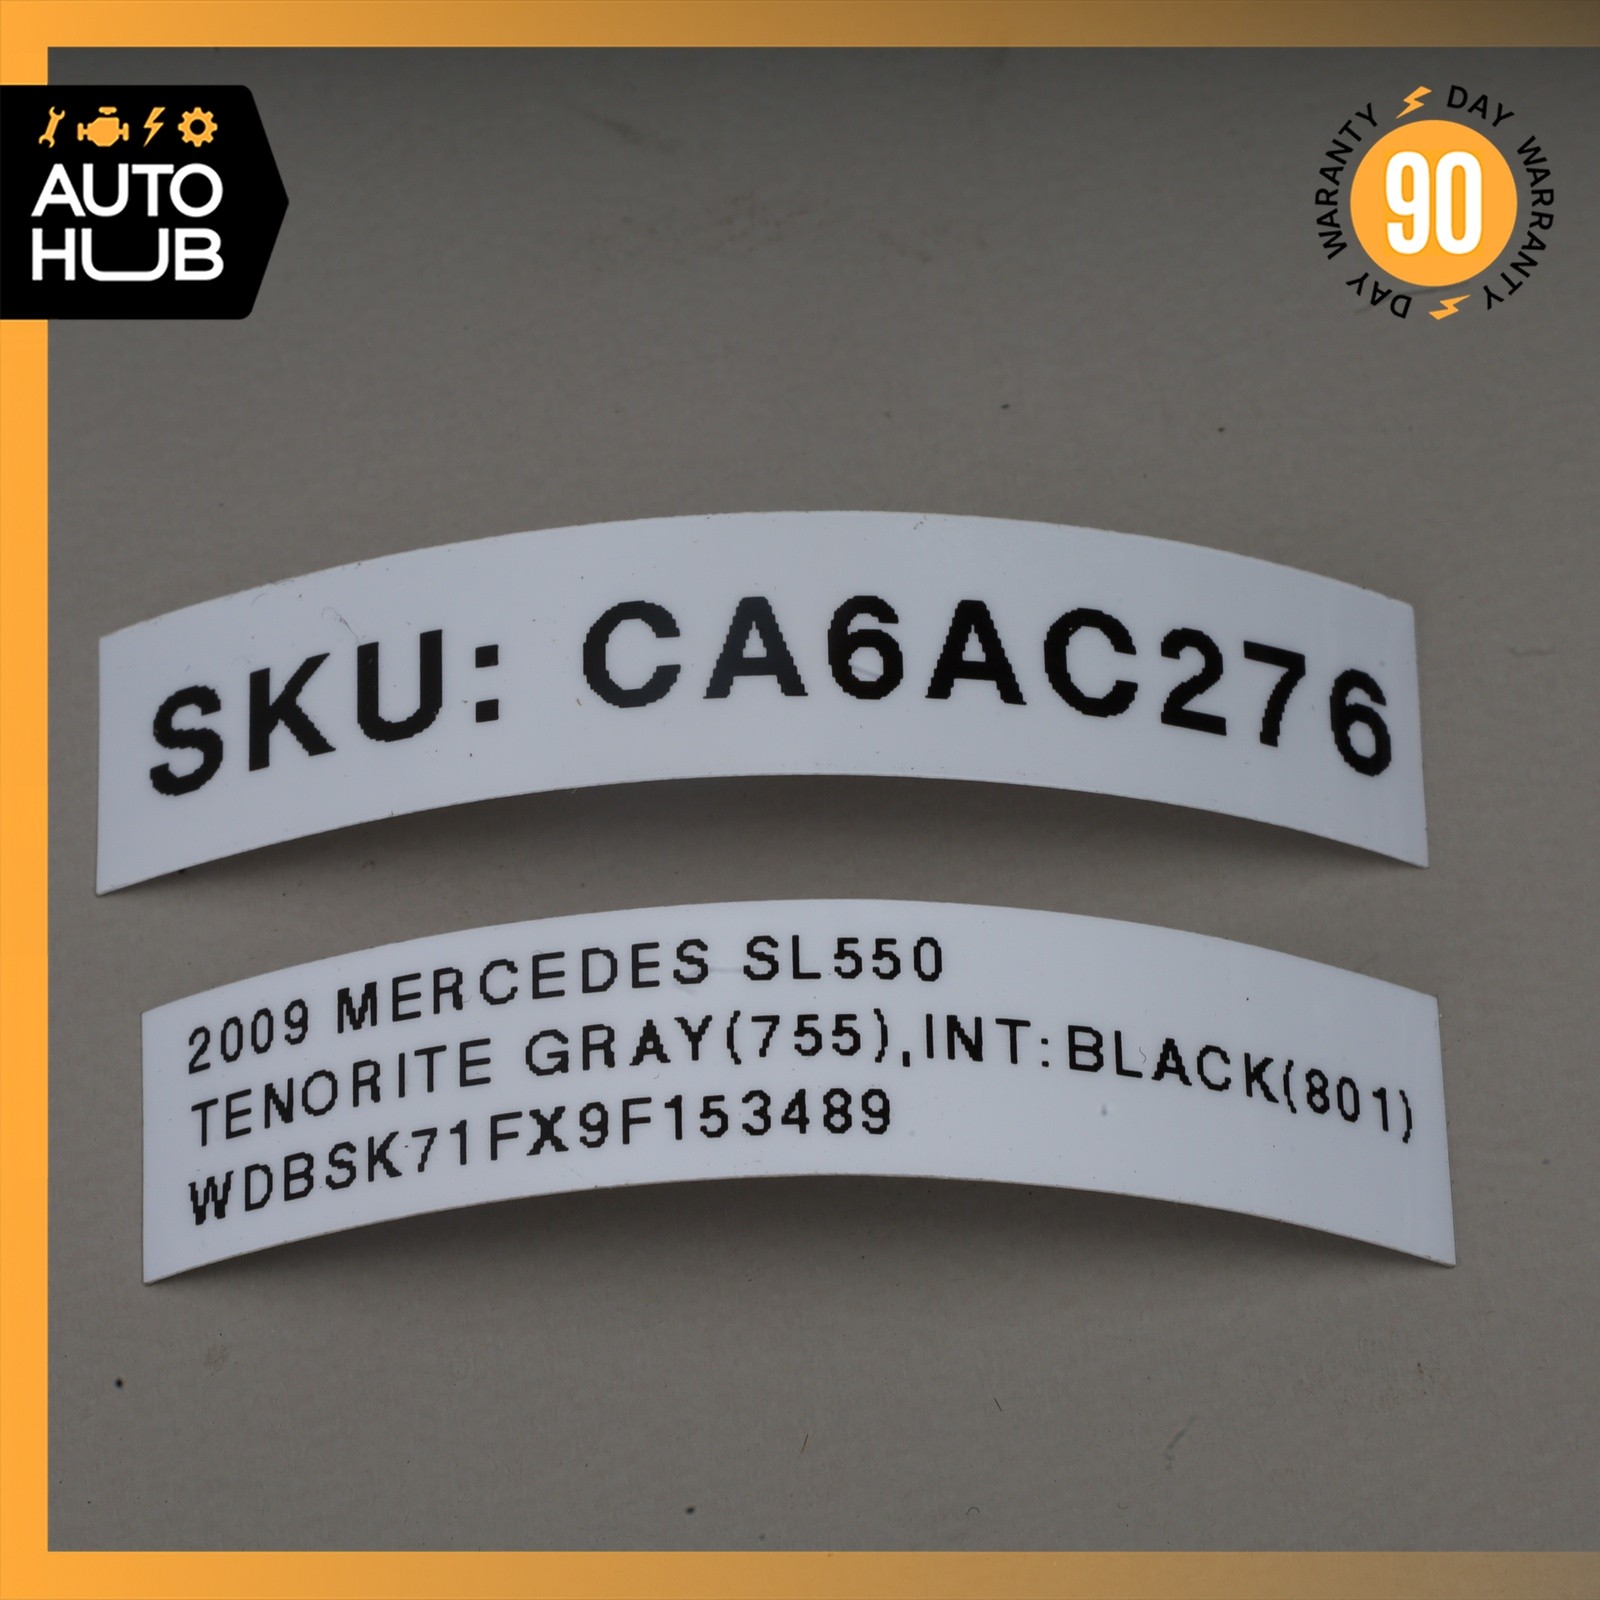 AUTO
HUB
DAY WARRANTY
90
DAY WARRANTY
SKU: CA6AC276
2009 MERCEDES SL550
TENORITE GRAY(755),INT:BLACK(801)
WDBSK71FX9F153489